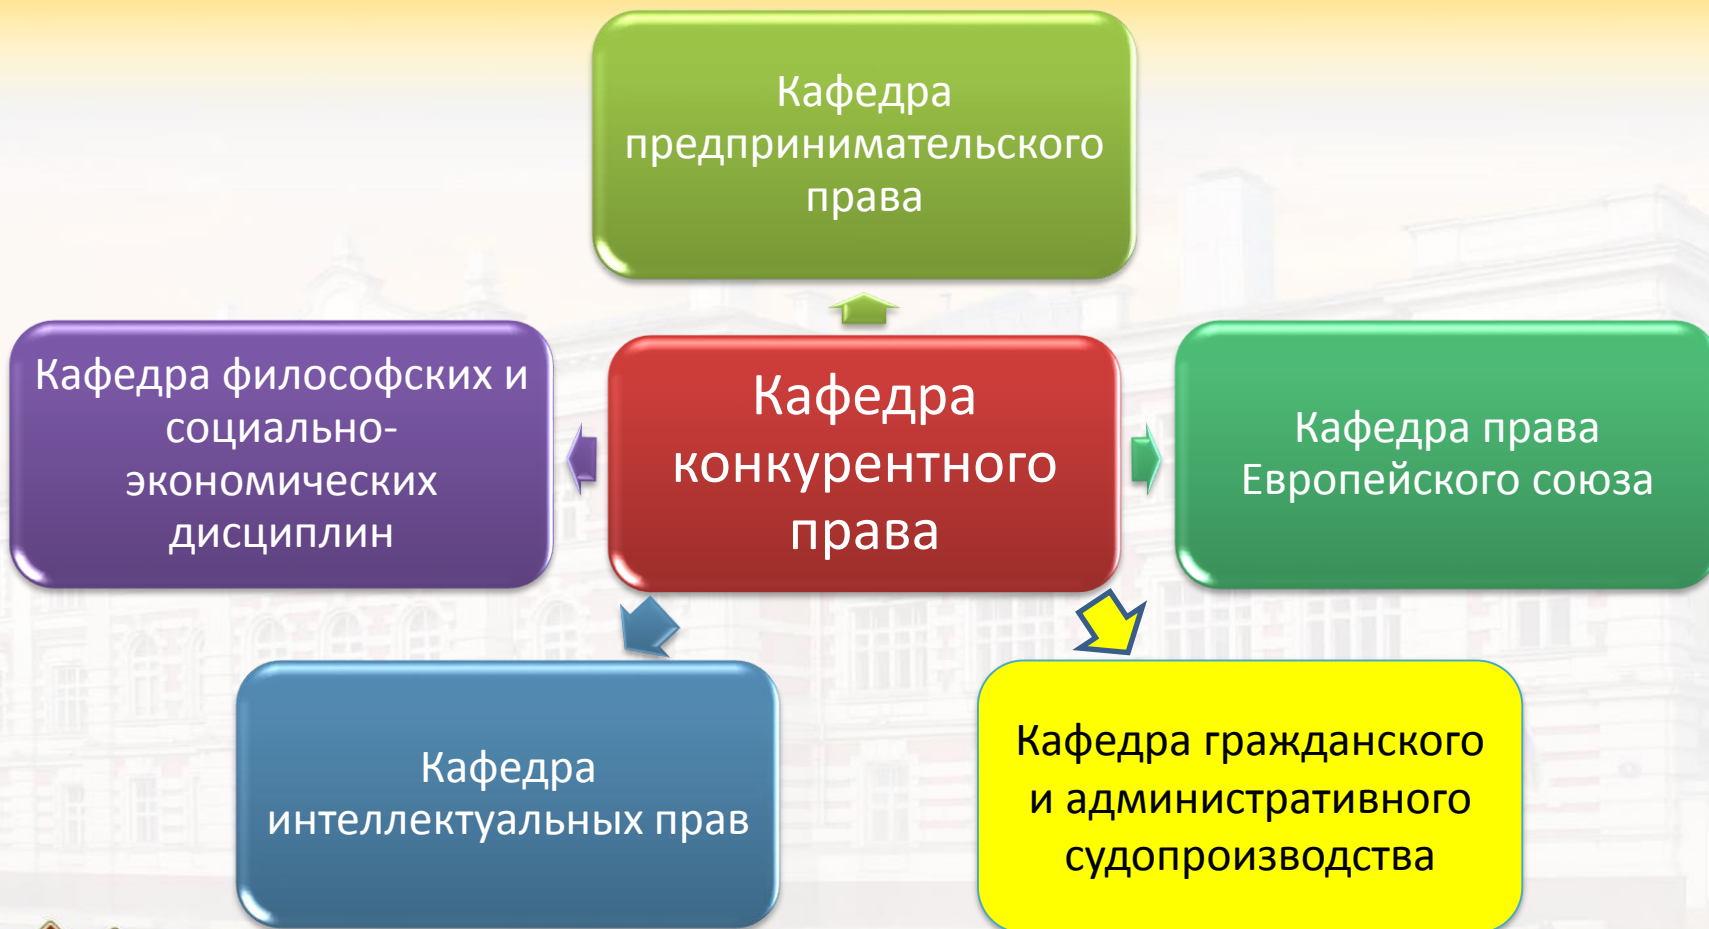 Кафедра
предпринимательского
права
Кафедра философских и
социально-
экономических
дисциплин
Кафедра
конкурентного
права
Кафедра права
Европейского союза
Кафедра
интеллектуальных прав
Кафедра гражданского
и административного
судопроизводства